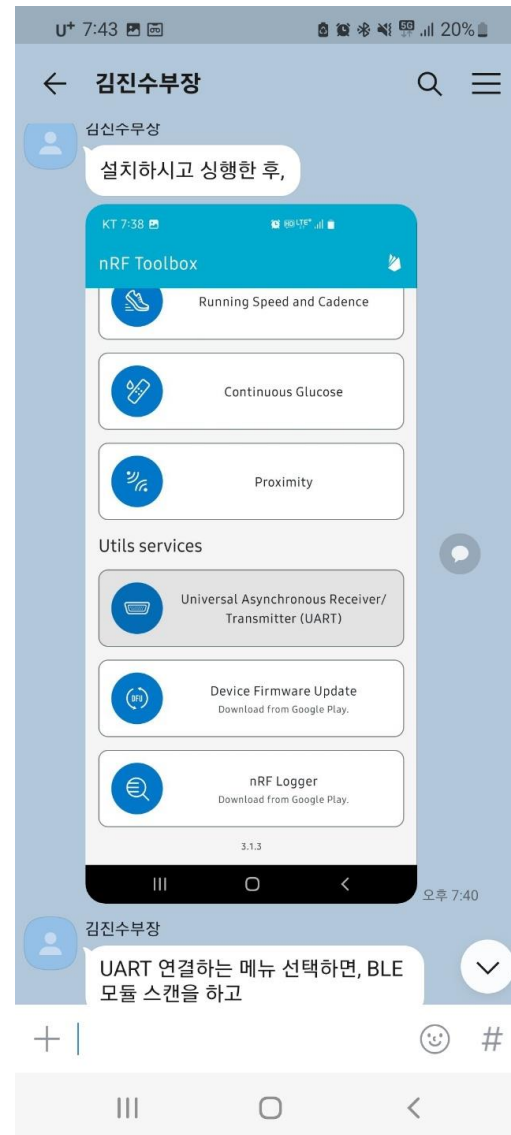 U+ 7:43
5G 20%
김진수부장
김진수부장
설치하시고 싱행한 후,
KT 7:38
LTE+
nRF Toolbox
Running Speed and Cadence
Continuous Glucose
Proximity
Utils services
Universal Asynchronous Receiver/
Transmitter (UART)
DFU
Device Firmware Update
Download from Google Play.
nRF Logger
Download from Google Play.
3.1.3
오후 7:40
김진수부장
UART 연결하는 메뉴 선택하면, BLE
모듈 스캔을 하고
#